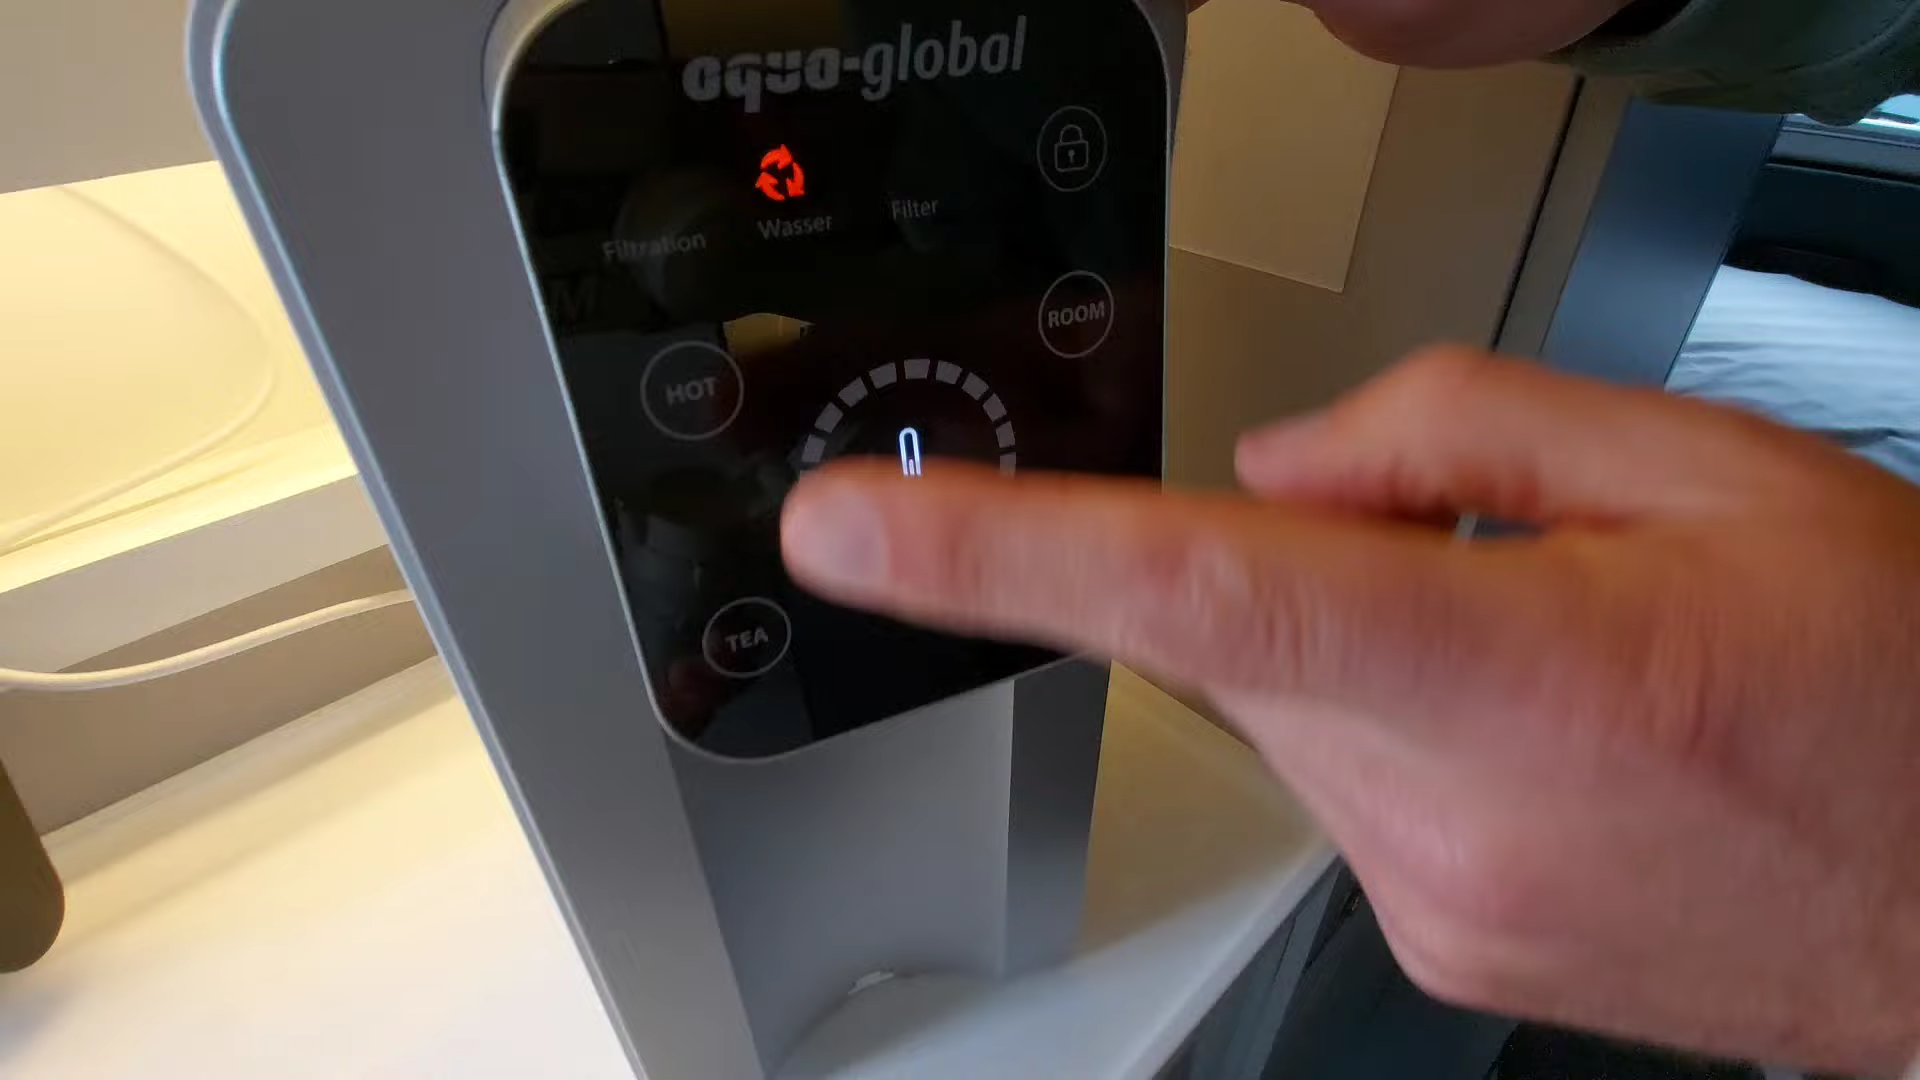 aqua-global
Filtration
Wasser
Filter
ROOM
HOT
TEA